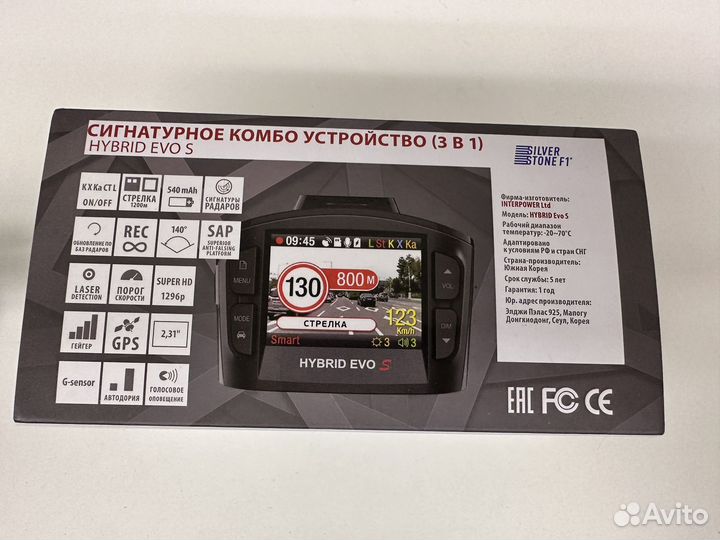 СИГНАТУРНОЕ КОМБО УСТРОЙСТВО (3 В 1)
HYBRID EVO S
SILVER
STONE F1
K X Ka CT L
ON/OFF
СТРЕЛКА
1200м
540 mAh
СИГНАТУРЫ
РАДАРОВ
ОБНОВЛЕНИЕ ПО
БАЗ РАДАРОВ
REC
140°
SAP
SUPERIOR
ANTI-FALSING
PLATFORM
LASER
DETECTION
ПОРОГ
СКОРОСТИ
SUPER HD
1296p
ГЕЙГЕР
GPS
2,31"
G-sensor
АВТОДОРИЯ
ГОЛОСОВОЕ
ОПОВЕЩЕНИЕ
MENU
MODE
09:45
L St K X Ka
130
800 М
СТРЕЛКА
123
Km/h
Smart
3
3
VOL
DIM
HYBRID EVO S
Фирма-изготовитель:
INTERPOWER Ltd
Модель: HYBRID Evo S
Рабочий диапазон
температур: -20~70°C
Адаптировано
к условиям РФ и стран СНГ
Страна-производитель:
Южная Корея
Срок службы: 5 лет
Гарантия: 1 год
Юр. адрес производителя:
Элджи Пэлас 925, Мапогу
Донгкиодонг, Сеул, Корея
EAC FC CE
Avito